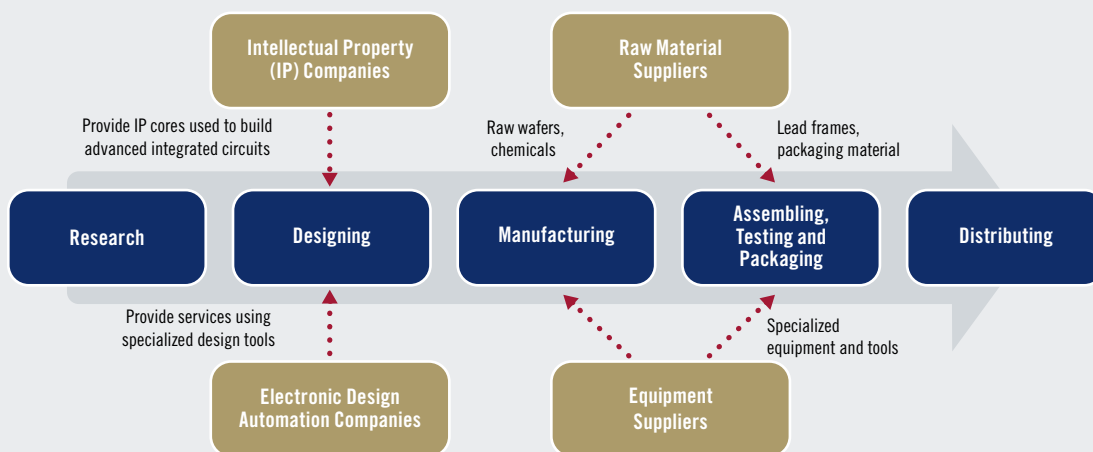 Intellectual Property
(IP) Companies
Raw Material
Suppliers
Provide IP cores used to build
advanced integrated circuits
Raw wafers,
chemicals
Lead frames,
packaging material
Research
Designing
Manufacturing
Assembling,
Testing and
Packaging
Distributing
Provide services using
specialized design tools
Specialized
equipment and tools
Electronic Design
Automation Companies
Equipment
Suppliers